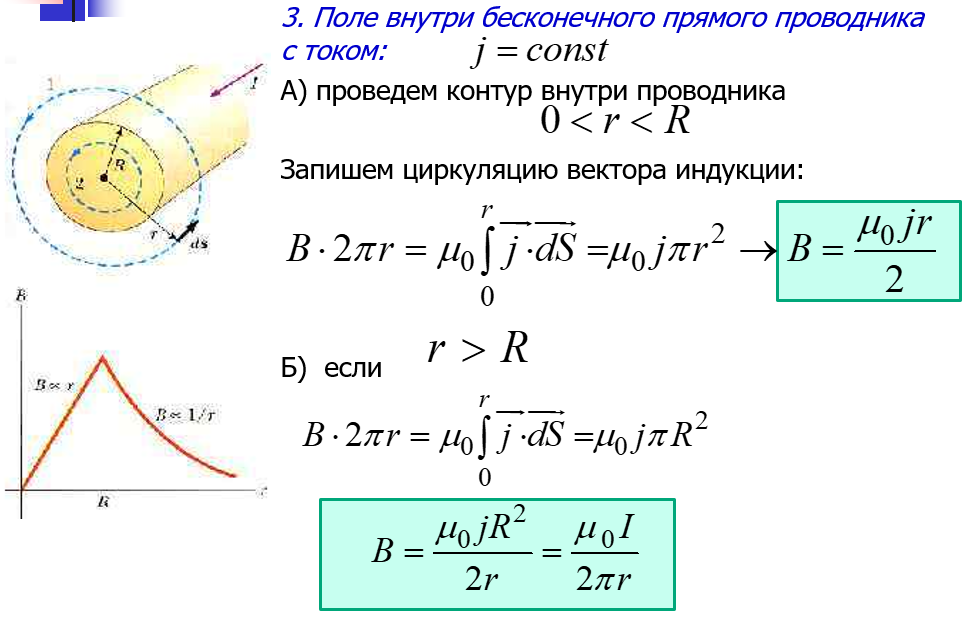 3. Поле внутри бесконечного прямого проводника
с током: j = const
А) проведем контур внутри проводника
0 < r < R
Запишем циркуляцию вектора индукции:
B · 2πr = μ₀ ∫₀^r j⃗ · dS⃗ = μ₀ jπr² → B = μ₀jr / 2
Б) если r > R
B · 2πr = μ₀ ∫₀^r j⃗ · dS⃗ = μ₀ jπR²
B = μ₀jR² / 2r = μ₀I / 2πr
1
I
R
2
r
ds
B
B ∝ r
B ∝ 1/r
R
r